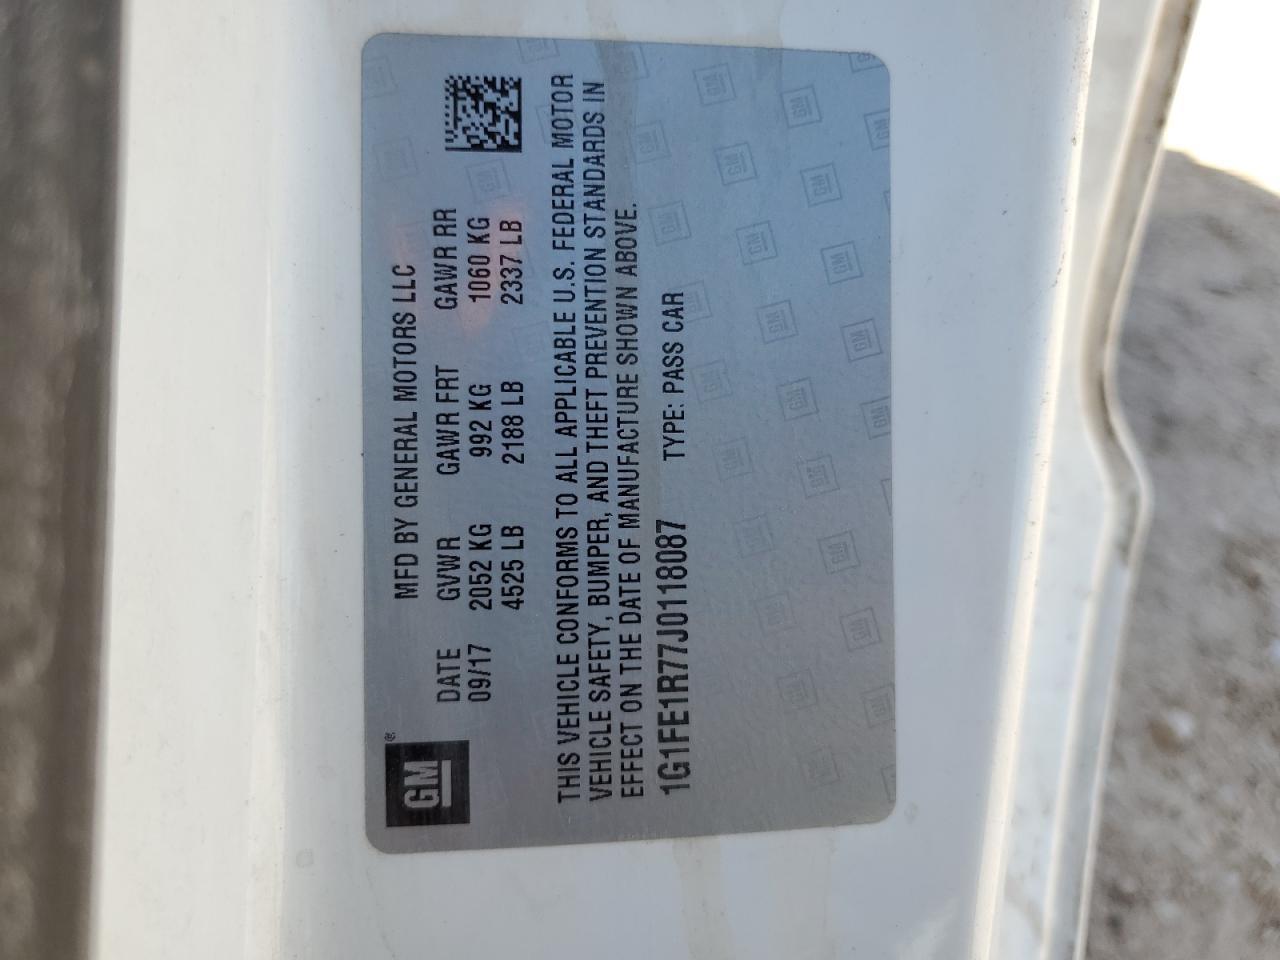 GM®
MFD BY GENERAL MOTORS LLC
DATE GVWR GAWR FRT GAWR RR
09/17 2052 KG 992 KG 1060 KG
4525 LB 2188 LB 2337 LB
THIS VEHICLE CONFORMS TO ALL APPLICABLE U.S. FEDERAL MOTOR
VEHICLE SAFETY, BUMPER, AND THEFT PREVENTION STANDARDS IN
EFFECT ON THE DATE OF MANUFACTURE SHOWN ABOVE.
1G1FE1R77J0118087 TYPE: PASS CAR